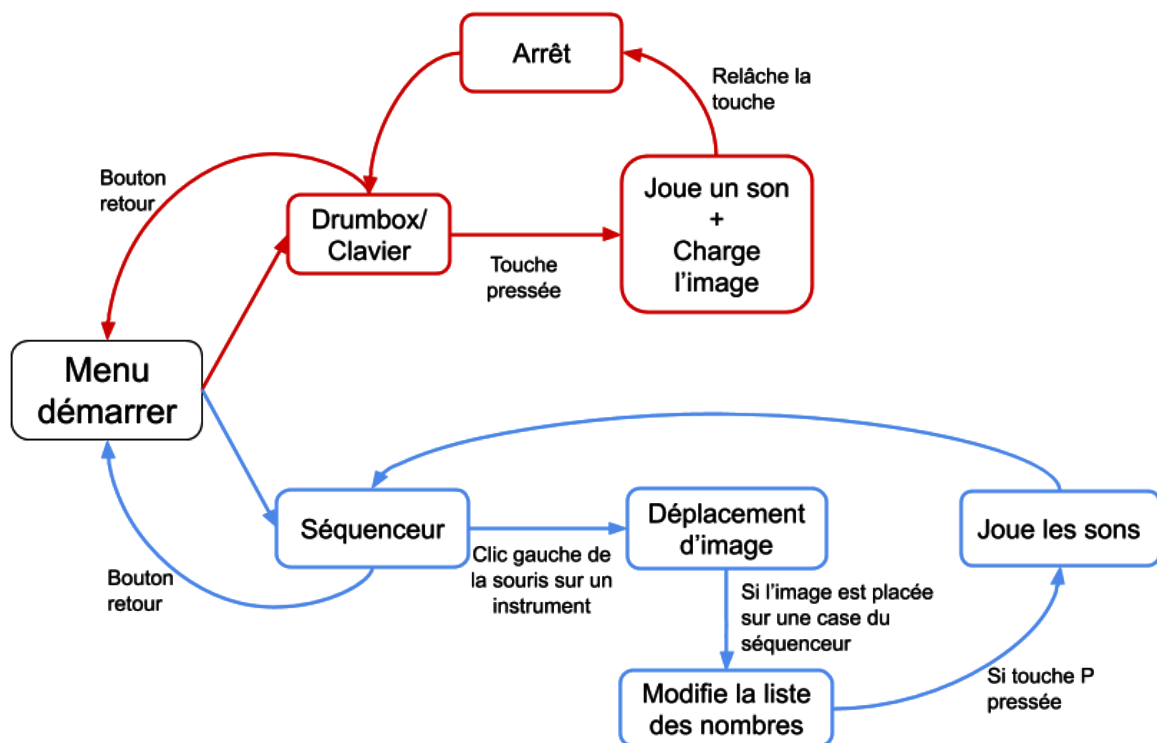 Arrêt
Relâche la
touche
Bouton
retour
Joue un son
+
Charge
l’image
Drumbox/
Clavier
Touche
pressée
Menu
démarrer
Séquenceur
Déplacement
d’image
Joue les sons
Clic gauche de
la souris sur un
instrument
Bouton
retour
Si l’image est placée
sur une case du
séquenceur
Si touche P
pressée
Modifie la liste
des nombres